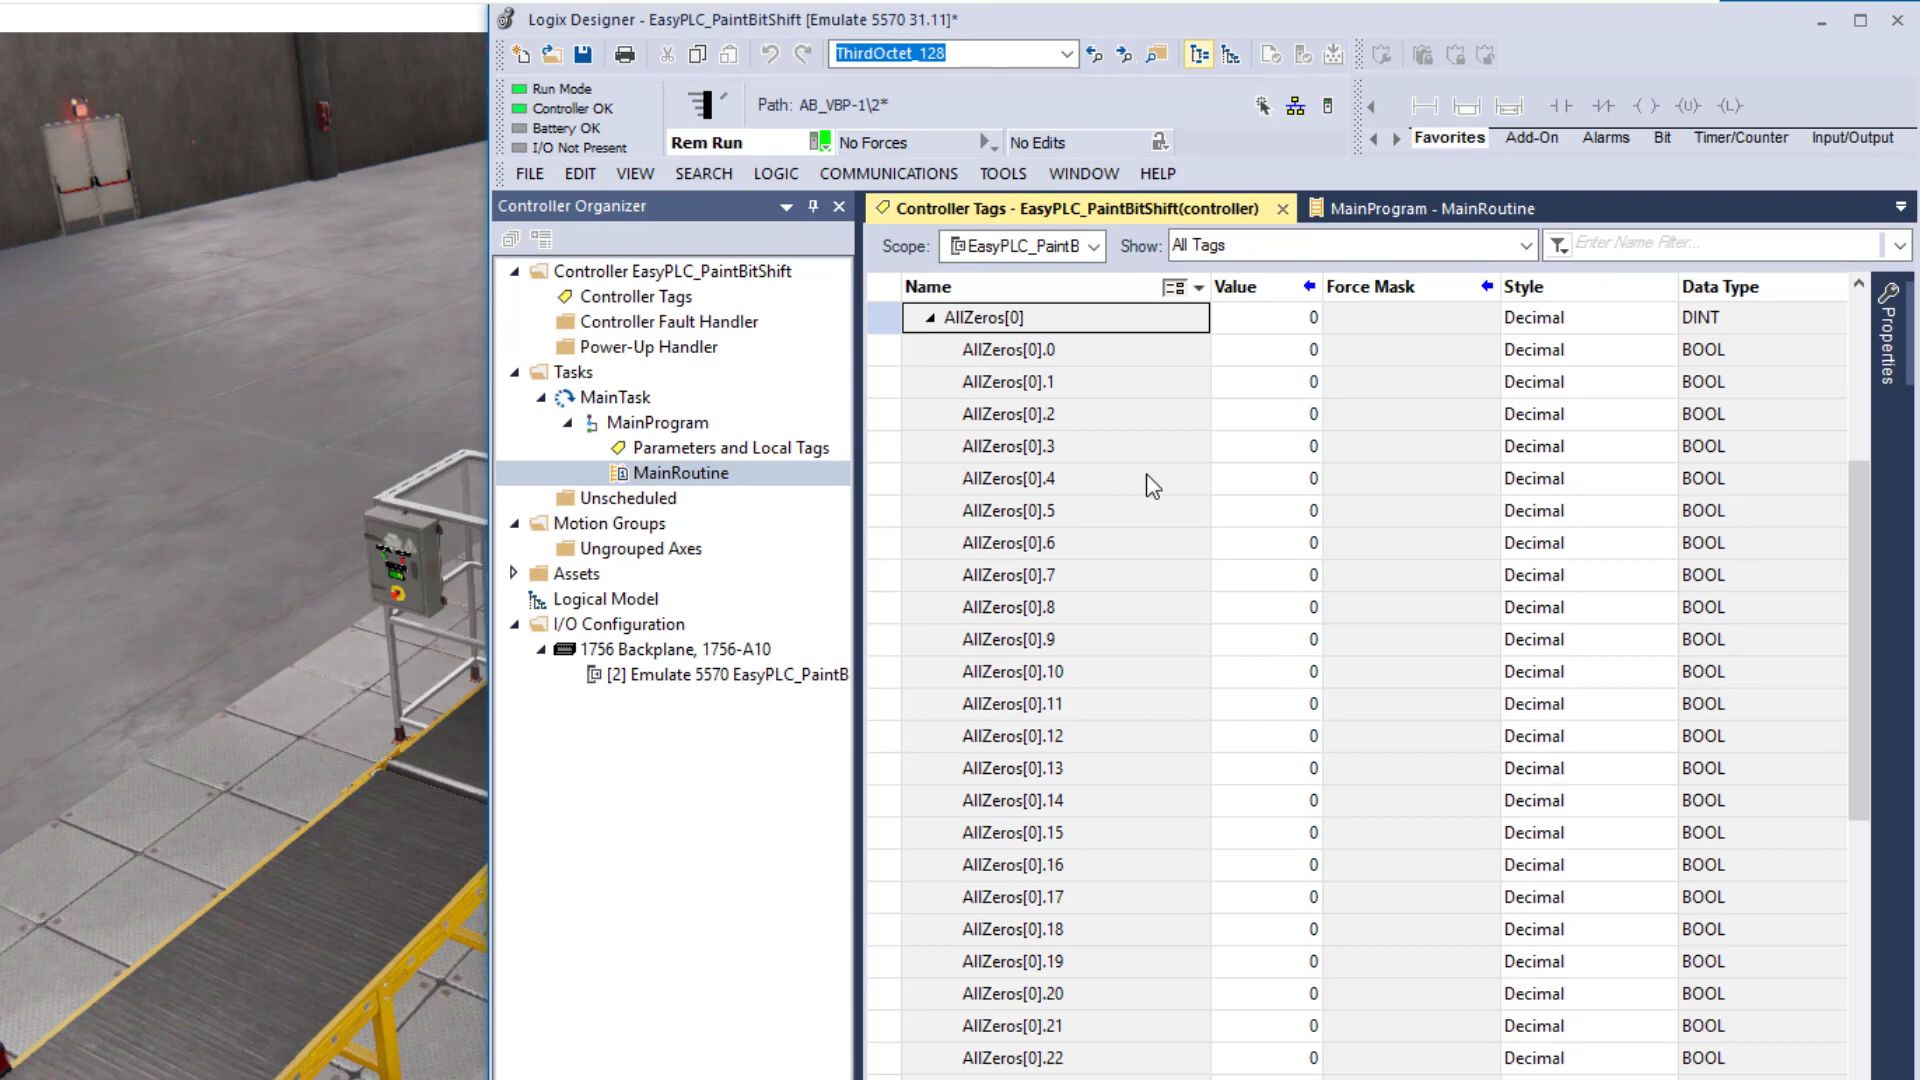 Logix Designer - EasyPLC_PaintBitShift [Emulate 5570 31.11]*
ThirdOctet_128
Run Mode
Controller OK
Battery OK
I/O Not Present
Path: AB_VBP-1\2*
Rem Run
No Forces
No Edits
Favorites Add-On Alarms Bit Timer/Counter Input/Output
FILE EDIT VIEW SEARCH LOGIC COMMUNICATIONS TOOLS WINDOW HELP
Controller Organizer
Controller Tags - EasyPLC_PaintBitShift(controller)
MainProgram - MainRoutine
Scope: EasyPLC_PaintB Show: All Tags Enter Name Filter...
Controller EasyPLC_PaintBitShift
Controller Tags
Controller Fault Handler
Power-Up Handler
Tasks
MainTask
MainProgram
Parameters and Local Tags
MainRoutine
Unscheduled
Motion Groups
Ungrouped Axes
Assets
Logical Model
I/O Configuration
1756 Backplane, 1756-A10
[2] Emulate 5570 EasyPLC_PaintB
Name Value Force Mask Style Data Type
AllZeros[0] 0 Decimal DINT
AllZeros[0].0 0 Decimal BOOL
AllZeros[0].1 0 Decimal BOOL
AllZeros[0].2 0 Decimal BOOL
AllZeros[0].3 0 Decimal BOOL
AllZeros[0].4 0 Decimal BOOL
AllZeros[0].5 0 Decimal BOOL
AllZeros[0].6 0 Decimal BOOL
AllZeros[0].7 0 Decimal BOOL
AllZeros[0].8 0 Decimal BOOL
AllZeros[0].9 0 Decimal BOOL
AllZeros[0].10 0 Decimal BOOL
AllZeros[0].11 0 Decimal BOOL
AllZeros[0].12 0 Decimal BOOL
AllZeros[0].13 0 Decimal BOOL
AllZeros[0].14 0 Decimal BOOL
AllZeros[0].15 0 Decimal BOOL
AllZeros[0].16 0 Decimal BOOL
AllZeros[0].17 0 Decimal BOOL
AllZeros[0].18 0 Decimal BOOL
AllZeros[0].19 0 Decimal BOOL
AllZeros[0].20 0 Decimal BOOL
AllZeros[0].21 0 Decimal BOOL
AllZeros[0].22 0 Decimal BOOL
Properties